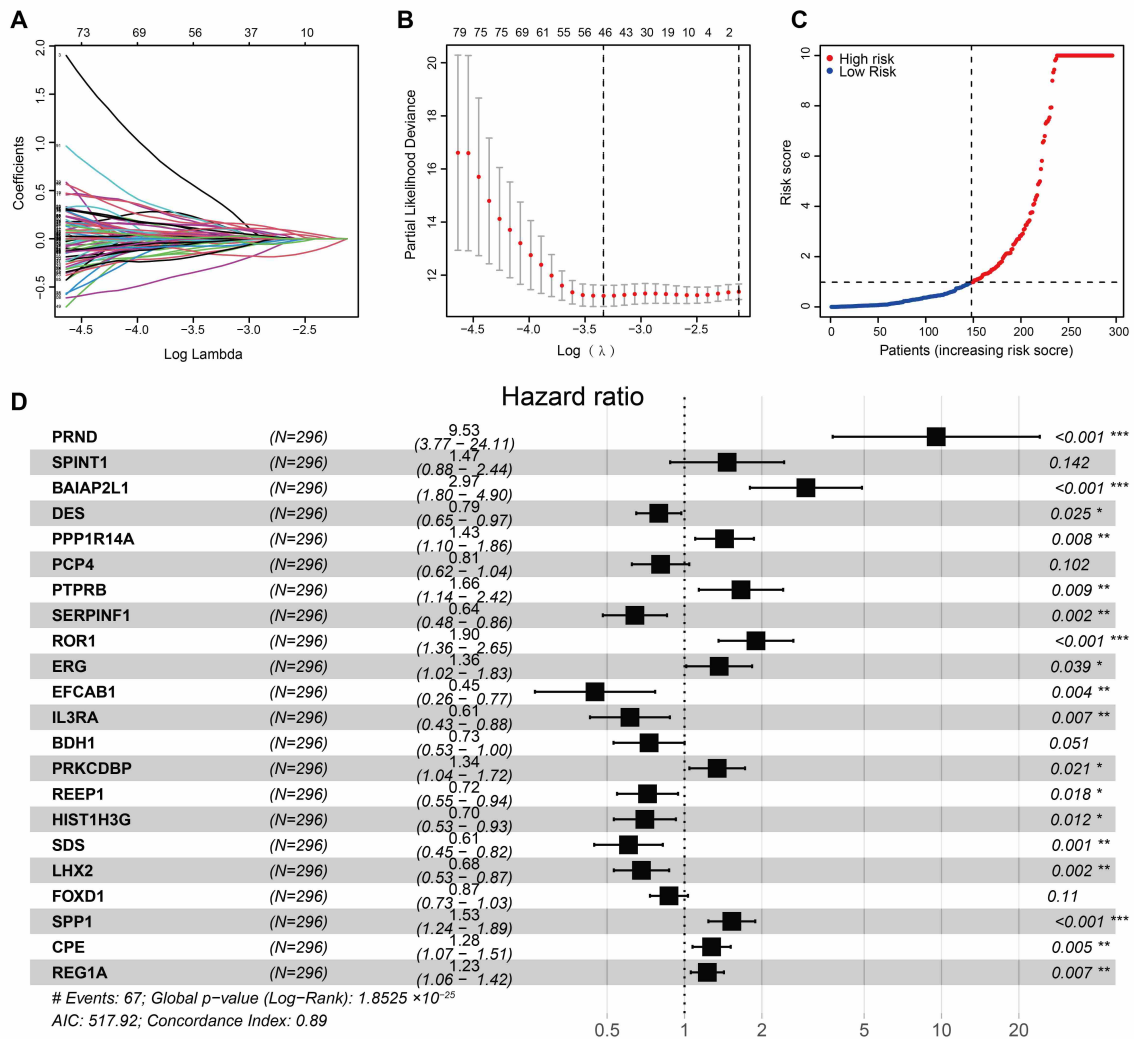 A
73 69 56 37 10
2.0
1.5
1.0
0.5
0.0
−0.5
Coefficients
−4.5 −4.0 −3.5 −3.0 −2.5
Log Lambda
B
79 75 75 69 61 55 56 46 43 30 19 10 4 2
20
18
16
14
12
Partial Likelihood Deviance
−4.5 −4.0 −3.5 −3.0 −2.5
Log （ λ ）
C
High risk
Low Risk
10
8
6
4
2
0
Risk score
0 50 100 150 200 250 300
Patients (increasing risk socre)
D
Hazard ratio
PRND (N=296) 9.53 (3.77 − 24.11) <0.001 ***
SPINT1 (N=296) 1.47 (0.88 − 2.44) 0.142
BAIAP2L1 (N=296) 2.97 (1.80 − 4.90) <0.001 ***
DES (N=296) 0.79 (0.65 − 0.97) 0.025 *
PPP1R14A (N=296) 1.43 (1.10 − 1.86) 0.008 **
PCP4 (N=296) 0.81 (0.62 − 1.04) 0.102
PTPRB (N=296) 1.66 (1.14 − 2.42) 0.009 **
SERPINF1 (N=296) 0.64 (0.48 − 0.86) 0.002 **
ROR1 (N=296) 1.90 (1.36 − 2.65) <0.001 ***
ERG (N=296) 1.36 (1.02 − 1.83) 0.039 *
EFCAB1 (N=296) 0.45 (0.26 − 0.77) 0.004 **
IL3RA (N=296) 0.61 (0.43 − 0.88) 0.007 **
BDH1 (N=296) 0.73 (0.53 − 1.00) 0.051
PRKCDBP (N=296) 1.34 (1.04 − 1.72) 0.021 *
REEP1 (N=296) 0.72 (0.55 − 0.94) 0.018 *
HIST1H3G (N=296) 0.70 (0.53 − 0.93) 0.012 *
SDS (N=296) 0.61 (0.45 − 0.82) 0.001 **
LHX2 (N=296) 0.68 (0.53 − 0.87) 0.002 **
FOXD1 (N=296) 0.87 (0.73 − 1.03) 0.11
SPP1 (N=296) 1.53 (1.24 − 1.89) <0.001 ***
CPE (N=296) 1.28 (1.07 − 1.51) 0.005 **
REG1A (N=296) 1.23 (1.06 − 1.42) 0.007 **
# Events: 67; Global p−value (Log−Rank): 1.8525 ×10⁻²⁵
AIC: 517.92; Concordance Index: 0.89
0.5 1 2 5 10 20